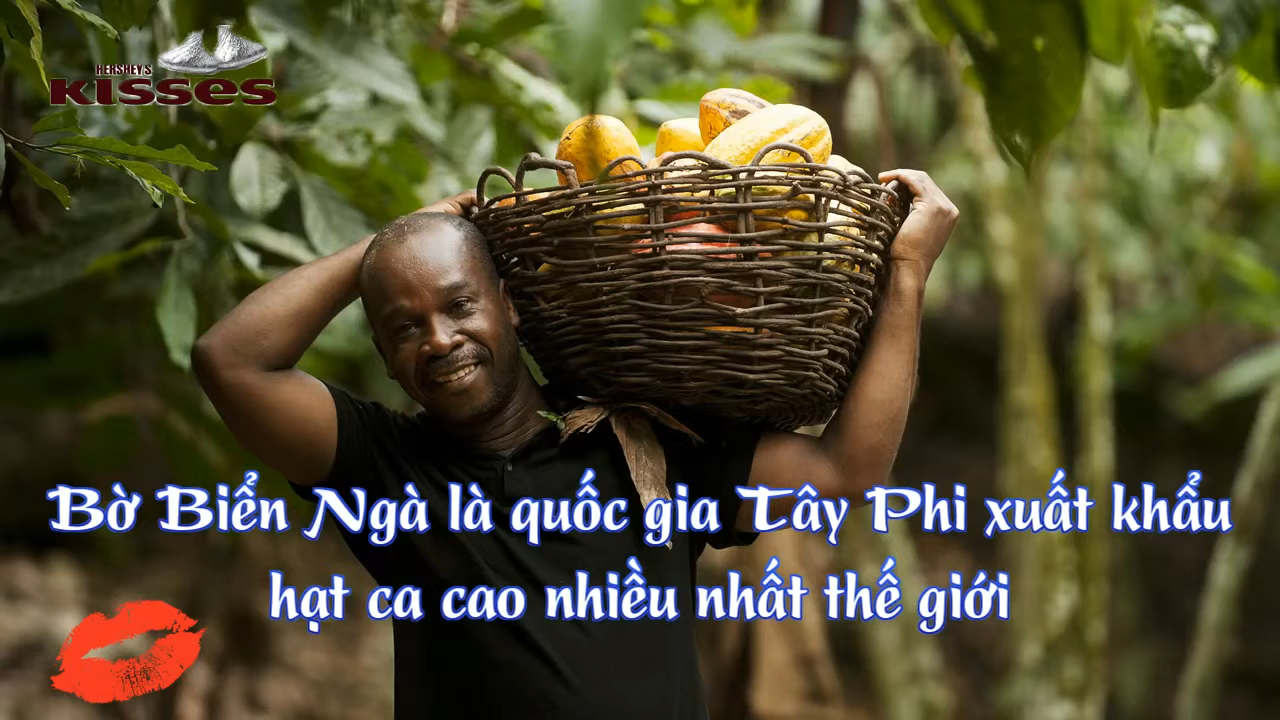 HERSHEY'S
KISSES
Bờ Biển Ngà là quốc gia Tây Phi xuất khẩu
hạt ca cao nhiều nhất thế giới